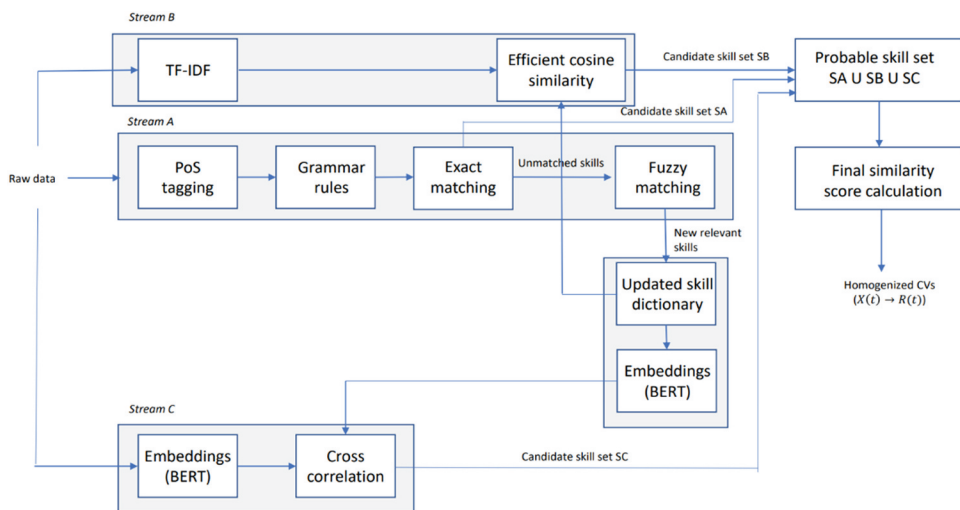 Stream B
TF-IDF
Efficient cosine
similarity
Candidate skill set SB
Probable skill set
SA U SB U SC
Candidate skill set SA
Stream A
Raw data
PoS
tagging
Grammar
rules
Exact
matching
Unmatched skills
Fuzzy
matching
Final similarity
score calculation
New relevant
skills
Updated skill
dictionary
Homogenized CVs
(X(t) → R(t))
Embeddings
(BERT)
Stream C
Embeddings
(BERT)
Cross
correlation
Candidate skill set SC